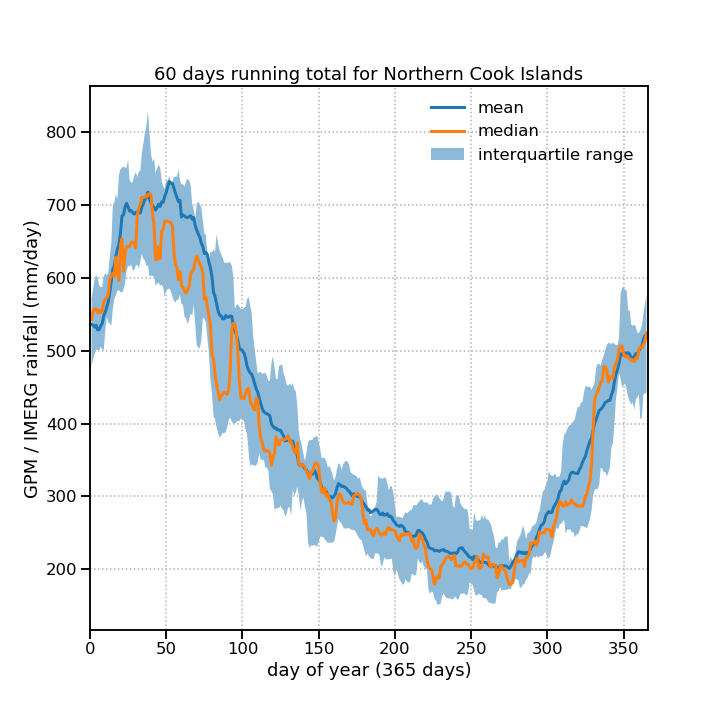 60 days running total for Northern Cook Islands
mean
median
interquartile range
800
700
600
500
400
300
200
GPM / IMERG rainfall (mm/day)
0 50 100 150 200 250 300 350
day of year (365 days)